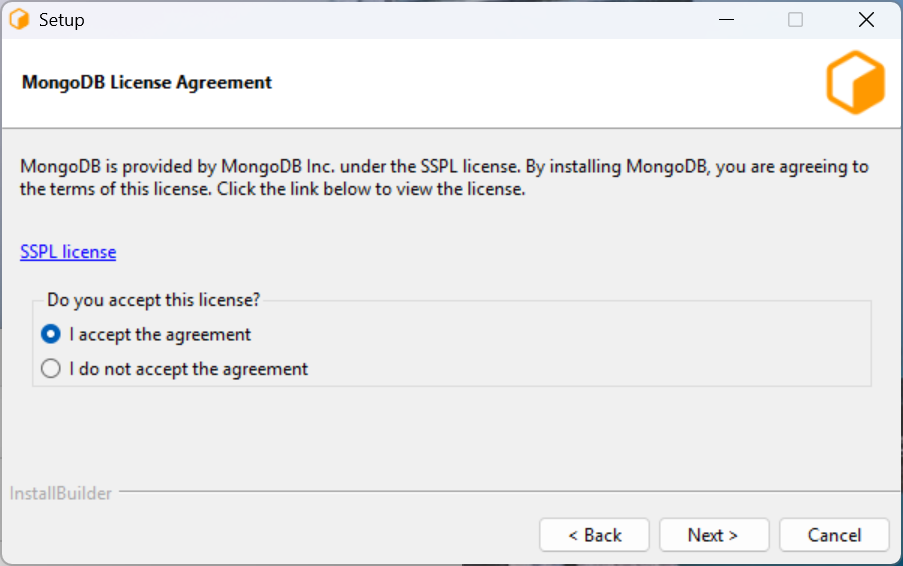 Setup
MongoDB License Agreement
MongoDB is provided by MongoDB Inc. under the SSPL license. By installing MongoDB, you are agreeing to
the terms of this license. Click the link below to view the license.
SSPL license
Do you accept this license?
I accept the agreement
I do not accept the agreement
InstallBuilder
< Back Next > Cancel